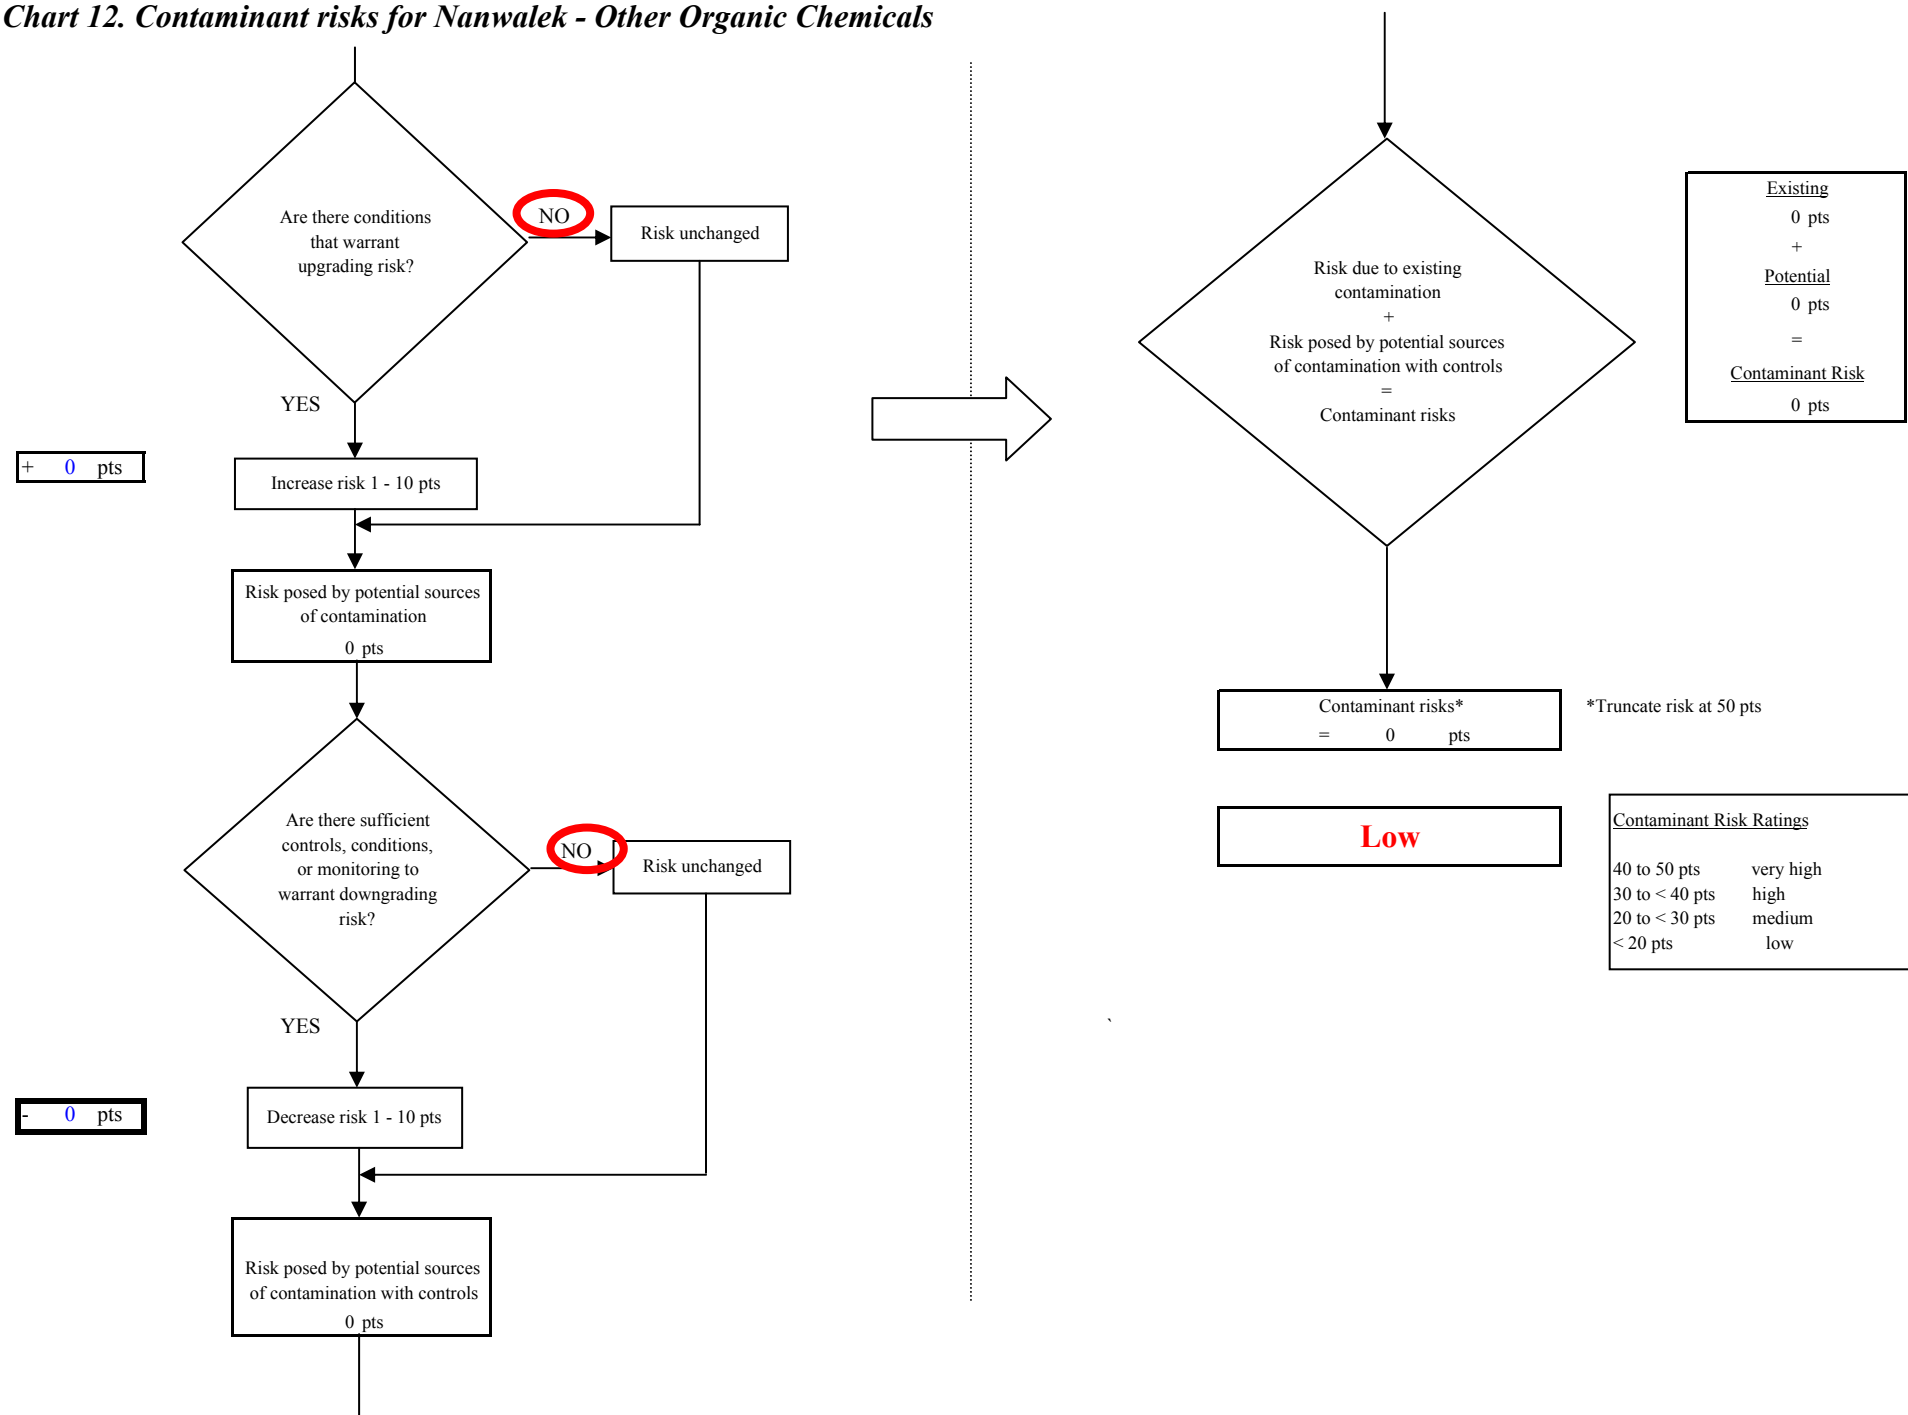 Chart 12. Contaminant risks for Nanwalek - Other Organic Chemicals
Are there conditions
that warrant
upgrading risk?
NO
Risk unchanged
YES
+ 0 pts
Increase risk 1 - 10 pts
Risk posed by potential sources
of contamination
0 pts
Are there sufficient
controls, conditions,
or monitoring to
warrant downgrading
risk?
NO
Risk unchanged
YES
- 0 pts
Decrease risk 1 - 10 pts
Risk posed by potential sources
of contamination with controls
0 pts
Risk due to existing
contamination
+
Risk posed by potential sources
of contamination with controls
=
Contaminant risks
Existing
0 pts
+
Potential
0 pts
=
Contaminant Risk
0 pts
Contaminant risks*
= 0 pts
*Truncate risk at 50 pts
Low
Contaminant Risk Ratings
40 to 50 pts very high
30 to < 40 pts high
20 to < 30 pts medium
< 20 pts low
`